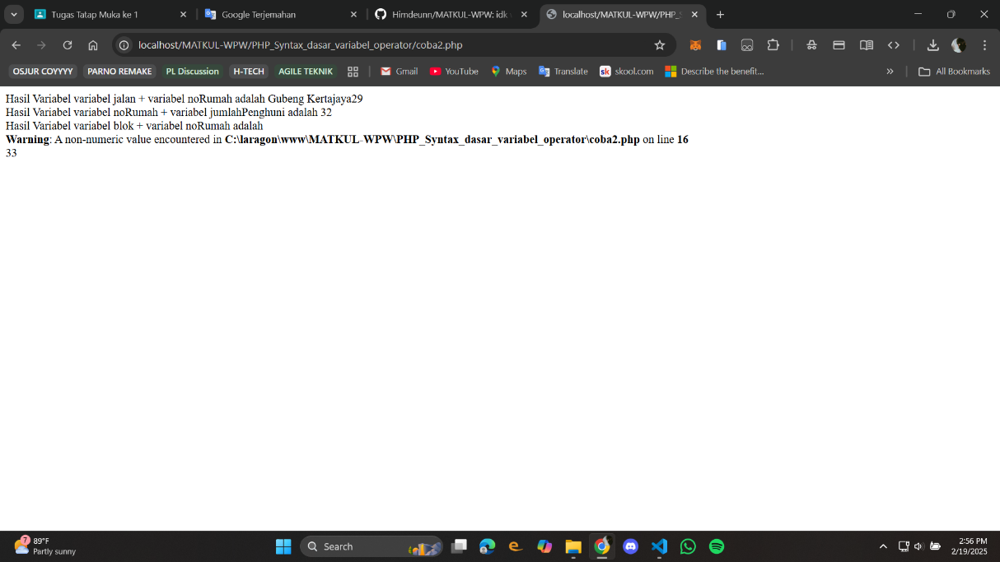 Tugas Tatap Muka ke 1
Google Terjemahan
Himdeunn/MATKUL-WPW: idk
localhost/MATKUL-WPW/PHP_S
localhost/MATKUL-WPW/PHP_Syntax_dasar_variabel_operator/coba2.php
OSJUR COYYYY
PARNO REMAKE
PL Discussion
H-TECH
AGILE TEKNIK
Gmail
YouTube
Maps
Translate
sk skool.com
Describe the benefit...
All Bookmarks
Hasil Variabel variabel jalan + variabel noRumah adalah Gubeng Kertajaya29
Hasil Variabel variabel noRumah + variabel jumlahPenghuni adalah 32
Hasil Variabel variabel blok + variabel noRumah adalah
Warning: A non-numeric value encountered in C:\laragon\www\MATKUL-WPW\PHP_Syntax_dasar_variabel_operator\coba2.php on line 16
33
7
89°F
Partly sunny
Search
2:56 PM
2/19/2025